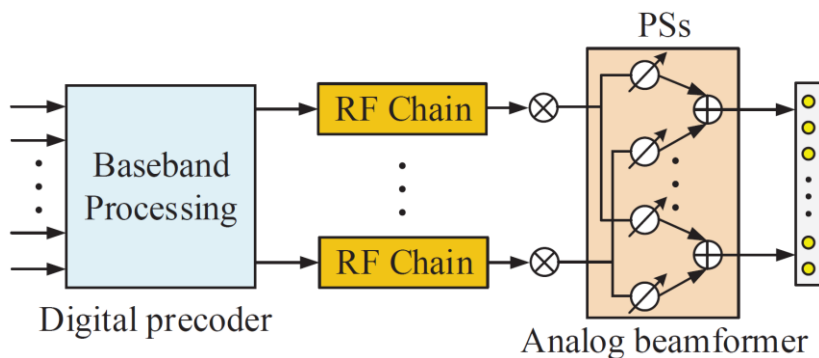 PSs
RF Chain
Baseband
Processing
RF Chain
Digital precoder
Analog beamformer